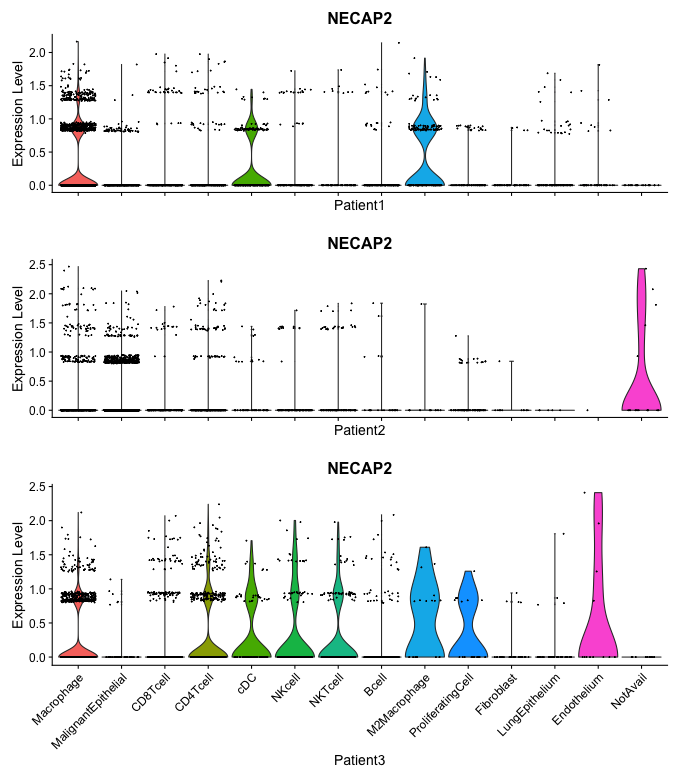 NECAP2
Expression Level
2.0
1.5
1.0
0.5
0.0
Patient1
NECAP2
Expression Level
2.5
2.0
1.5
1.0
0.5
0.0
Patient2
NECAP2
Expression Level
2.5
2.0
1.5
1.0
0.5
0.0
Macrophage
MalignantEpithelial
CD8Tcell
CD4Tcell
cDC
NKcell
NKTcell
Bcell
M2Macrophage
ProliferatingCell
Fibroblast
LungEpithelium
Endothelium
NotAvail
Patient3